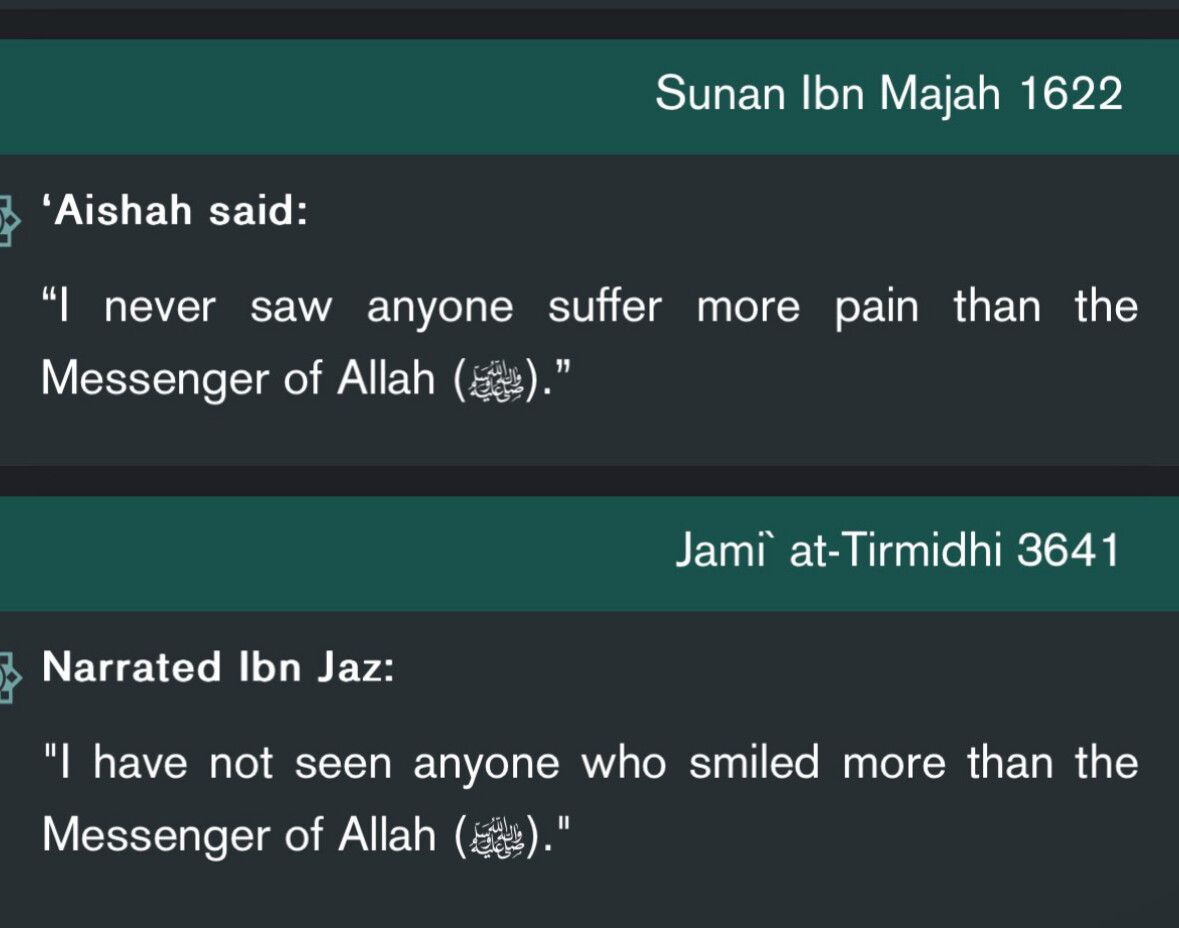 Sunan Ibn Majah 1622
‘Aishah said:
“I never saw anyone suffer more pain than the
Messenger of Allah (ﷺ).”
Jami` at-Tirmidhi 3641
Narrated Ibn Jaz:
"I have not seen anyone who smiled more than the
Messenger of Allah (ﷺ)."